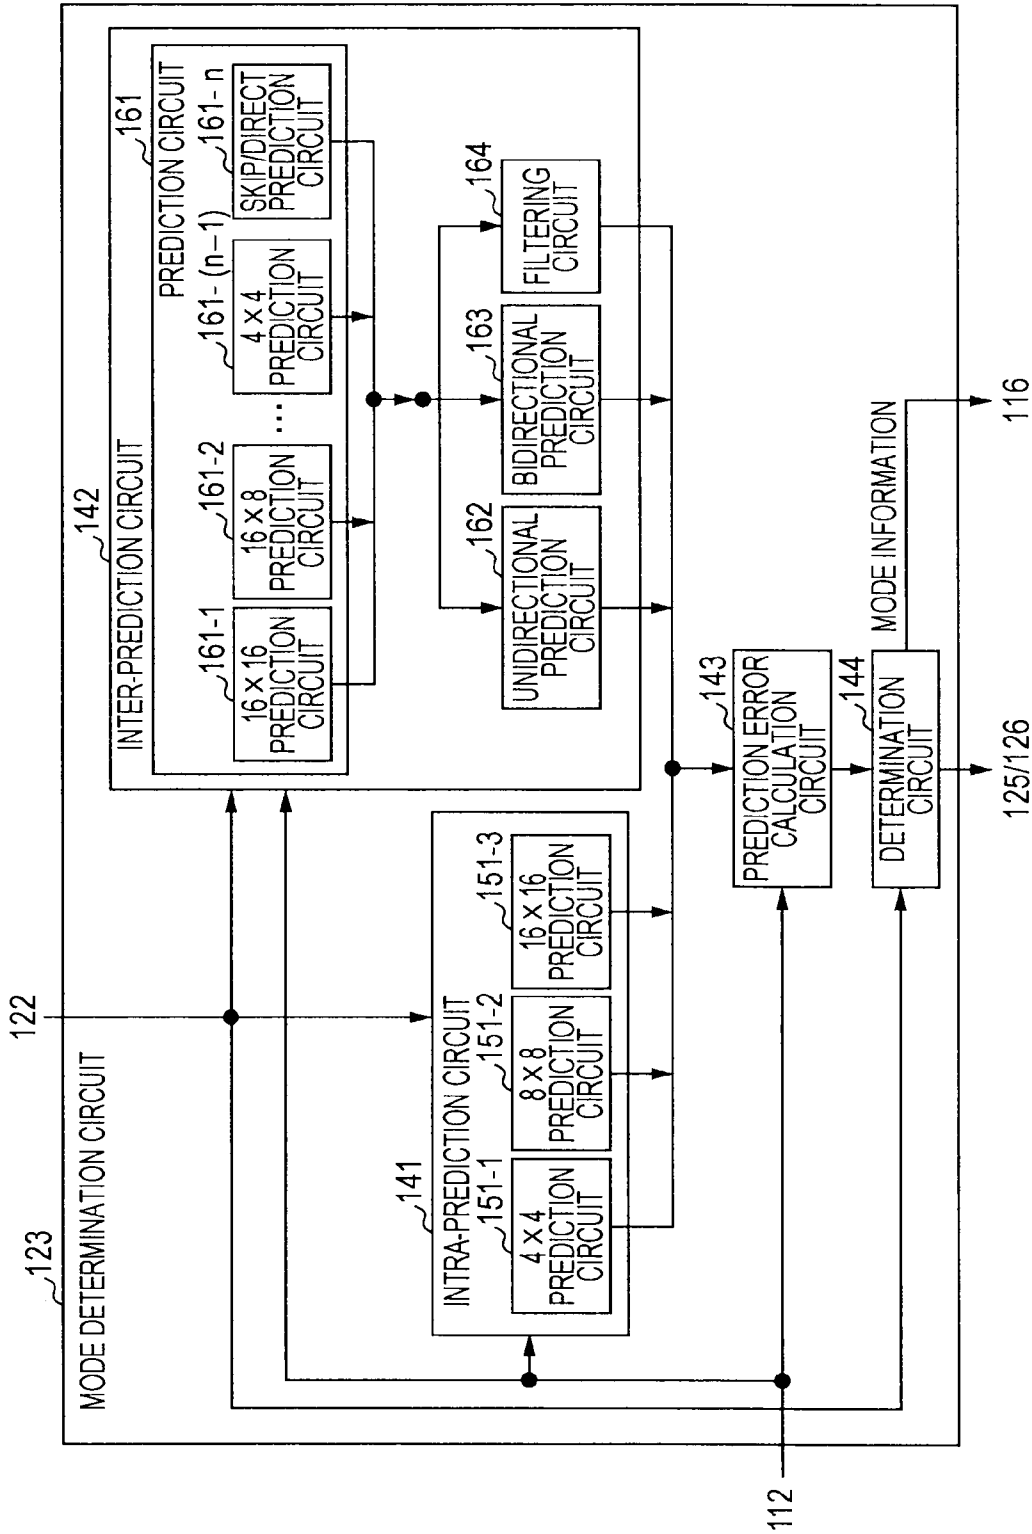 123
MODE DETERMINATION CIRCUIT
122
142
INTER-PREDICTION CIRCUIT
161
PREDICTION CIRCUIT
161-1
16 × 16
PREDICTION
CIRCUIT
161-2
16 × 8
PREDICTION
CIRCUIT
...
161-(n-1)
4 × 4
PREDICTION
CIRCUIT
161-n
SKIP/DIRECT
PREDICTION
CIRCUIT
162
UNIDIRECTIONAL
PREDICTION
CIRCUIT
163
BIDIRECTIONAL
PREDICTION
CIRCUIT
164
FILTERING
CIRCUIT
141
INTRA-PREDICTION CIRCUIT
151-1
4 × 4
PREDICTION
CIRCUIT
151-2
8 × 8
PREDICTION
CIRCUIT
151-3
16 × 16
PREDICTION
CIRCUIT
143
PREDICTION ERROR
CALCULATION
CIRCUIT
144
DETERMINATION
CIRCUIT
MODE INFORMATION
112
125/126
116